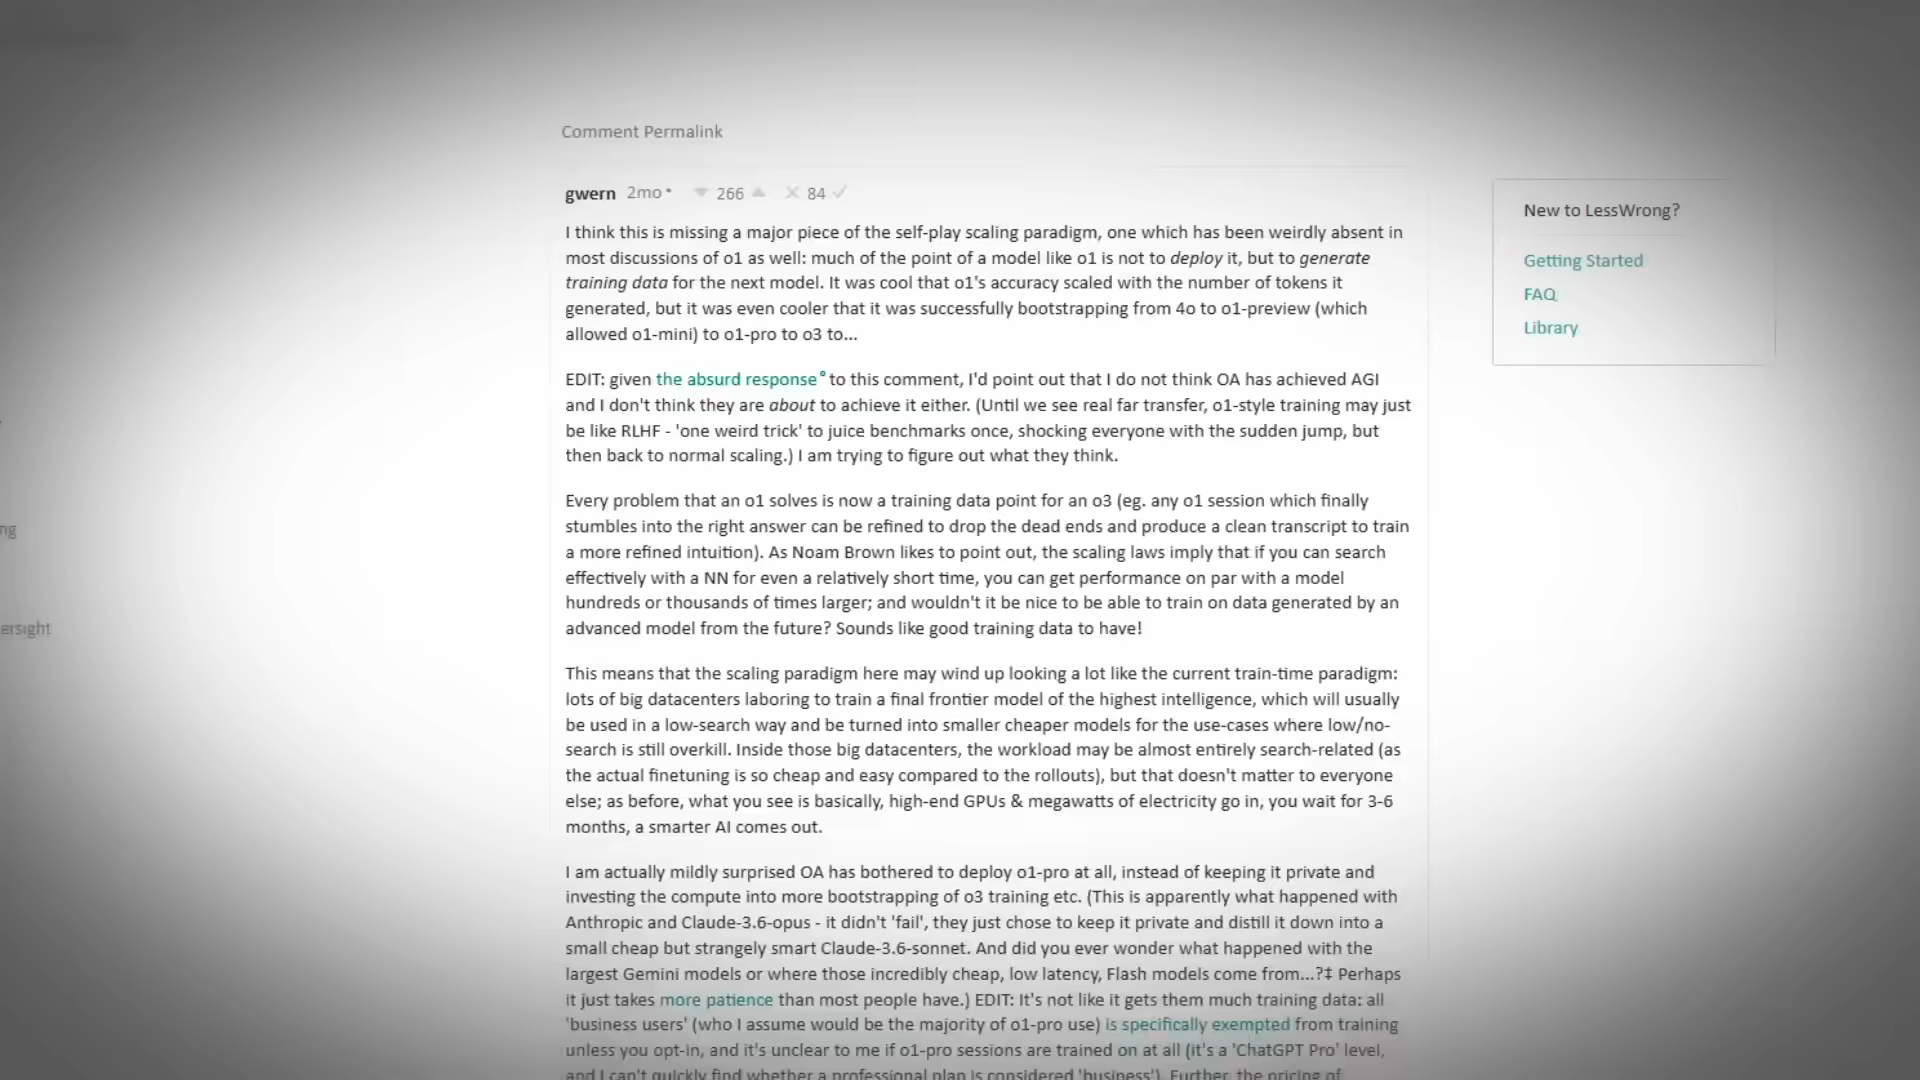 Comment Permalink
gwern 2mo • 266 84
I think this is missing a major piece of the self-play scaling paradigm, one which has been weirdly absent in
most discussions of o1 as well: much of the point of a model like o1 is not to deploy it, but to generate
training data for the next model. It was cool that o1's accuracy scaled with the number of tokens it
generated, but it was even cooler that it was successfully bootstrapping from 4o to o1-preview (which
allowed o1-mini) to o1-pro to o3 to...
EDIT: given the absurd response° to this comment, I'd point out that I do not think OA has achieved AGI
and I don't think they are about to achieve it either. (Until we see real far transfer, o1-style training may just
be like RLHF - 'one weird trick' to juice benchmarks once, shocking everyone with the sudden jump, but
then back to normal scaling.) I am trying to figure out what they think.
Every problem that an o1 solves is now a training data point for an o3 (eg. any o1 session which finally
stumbles into the right answer can be refined to drop the dead ends and produce a clean transcript to train
a more refined intuition). As Noam Brown likes to point out, the scaling laws imply that if you can search
effectively with a NN for even a relatively short time, you can get performance on par with a model
hundreds or thousands of times larger; and wouldn't it be nice to be able to train on data generated by an
advanced model from the future? Sounds like good training data to have!
This means that the scaling paradigm here may wind up looking a lot like the current train-time paradigm:
lots of big datacenters laboring to train a final frontier model of the highest intelligence, which will usually
be used in a low-search way and be turned into smaller cheaper models for the use-cases where low/no-
search is still overkill. Inside those big datacenters, the workload may be almost entirely search-related (as
the actual finetuning is so cheap and easy compared to the rollouts), but that doesn't matter to everyone
else; as before, what you see is basically, high-end GPUs & megawatts of electricity go in, you wait for 3-6
months, a smarter AI comes out.
I am actually mildly surprised OA has bothered to deploy o1-pro at all, instead of keeping it private and
investing the compute into more bootstrapping of o3 training etc. (This is apparently what happened with
Anthropic and Claude-3.6-opus - it didn't 'fail', they just chose to keep it private and distill it down into a
small cheap but strangely smart Claude-3.6-sonnet. And did you ever wonder what happened with the
largest Gemini models or where those incredibly cheap, low latency, Flash models come from...?‡ Perhaps
it just takes more patience than most people have.) EDIT: It's not like it gets them much training data: all
'business users' (who I assume would be the majority of o1-pro use) is specifically exempted from training
unless you opt-in, and it's unclear to me if o1-pro sessions are trained on at all (it's a 'ChatGPT Pro' level,
and I can't quickly find whether a professional plan is considered 'business'). Further, the pricing of
New to LessWrong?
Getting Started
FAQ
Library
ng
ersight